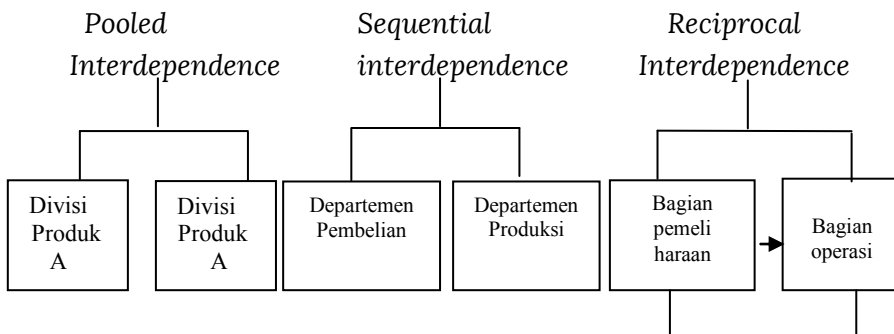 Pooled
Interdependence
Sequential
interdependence
Reciprocal
Interdependence
Divisi
Produk
A
Divisi
Produk
A
Departemen
Pembelian
Departemen
Produksi
Bagian
pemeli
haraan
Bagian
operasi